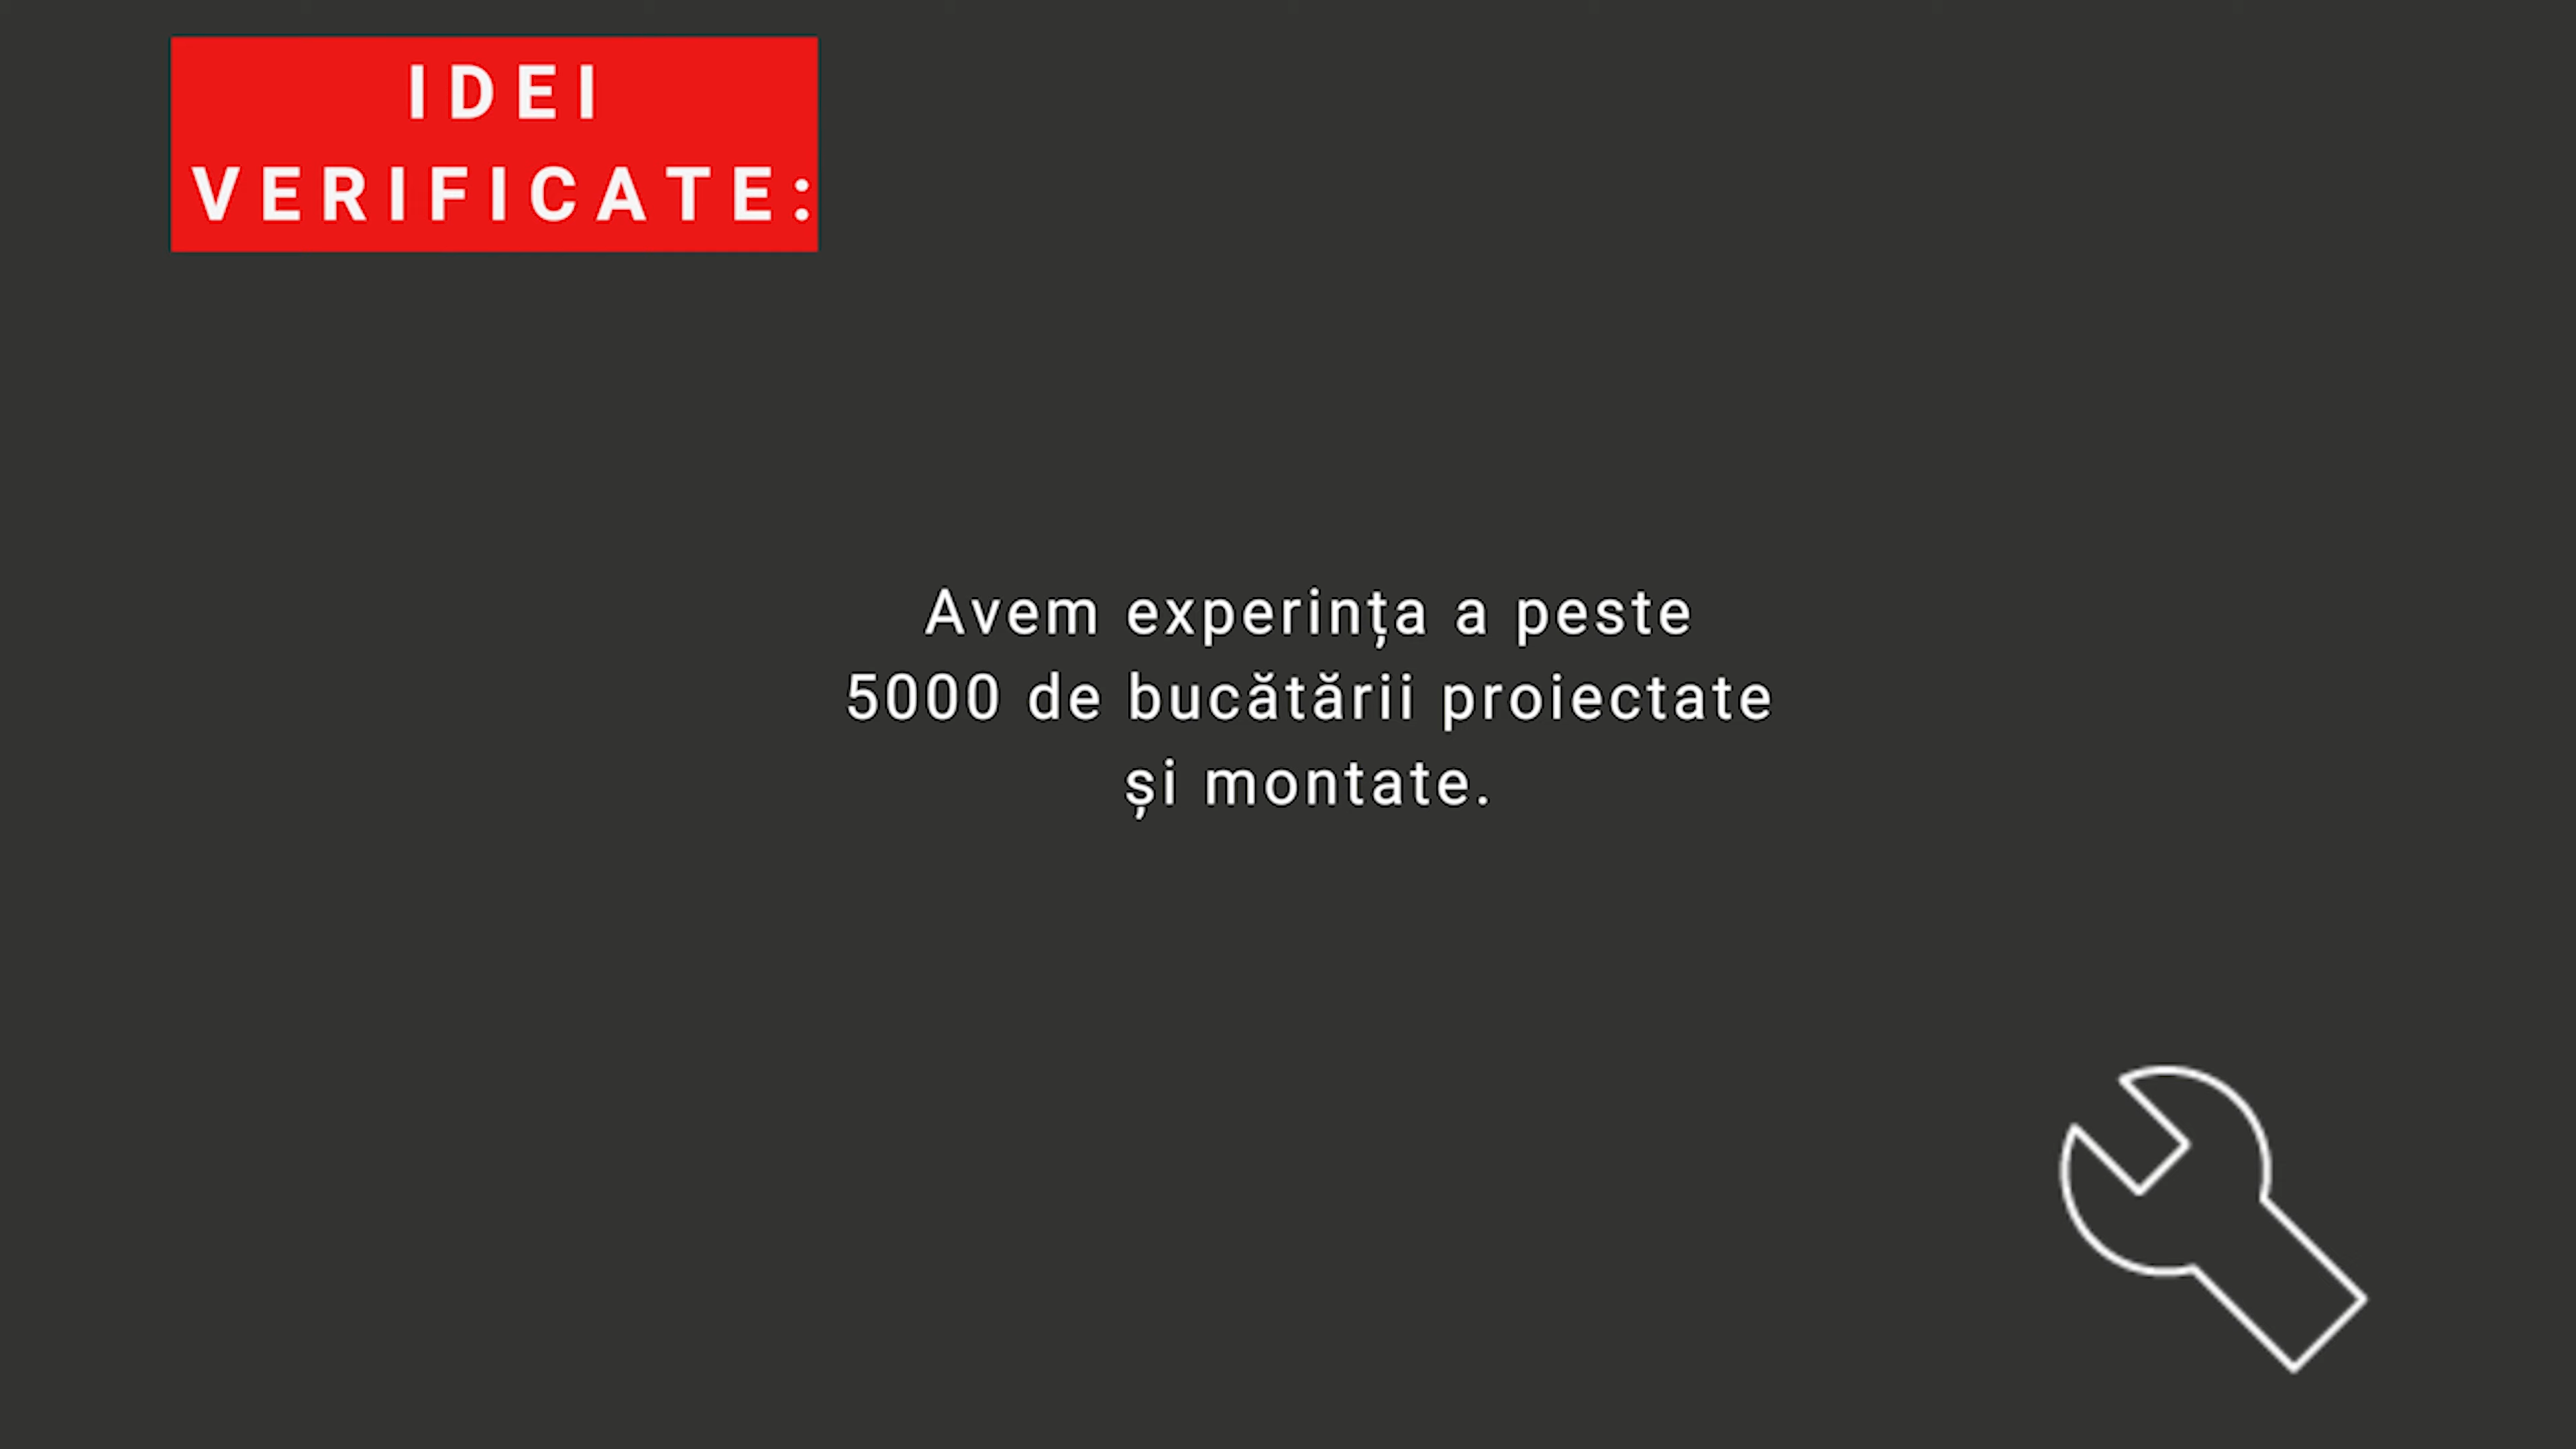 IDEI
VERIFICATE:
Avem experința a peste
5000 de bucătării proiectate
și montate.